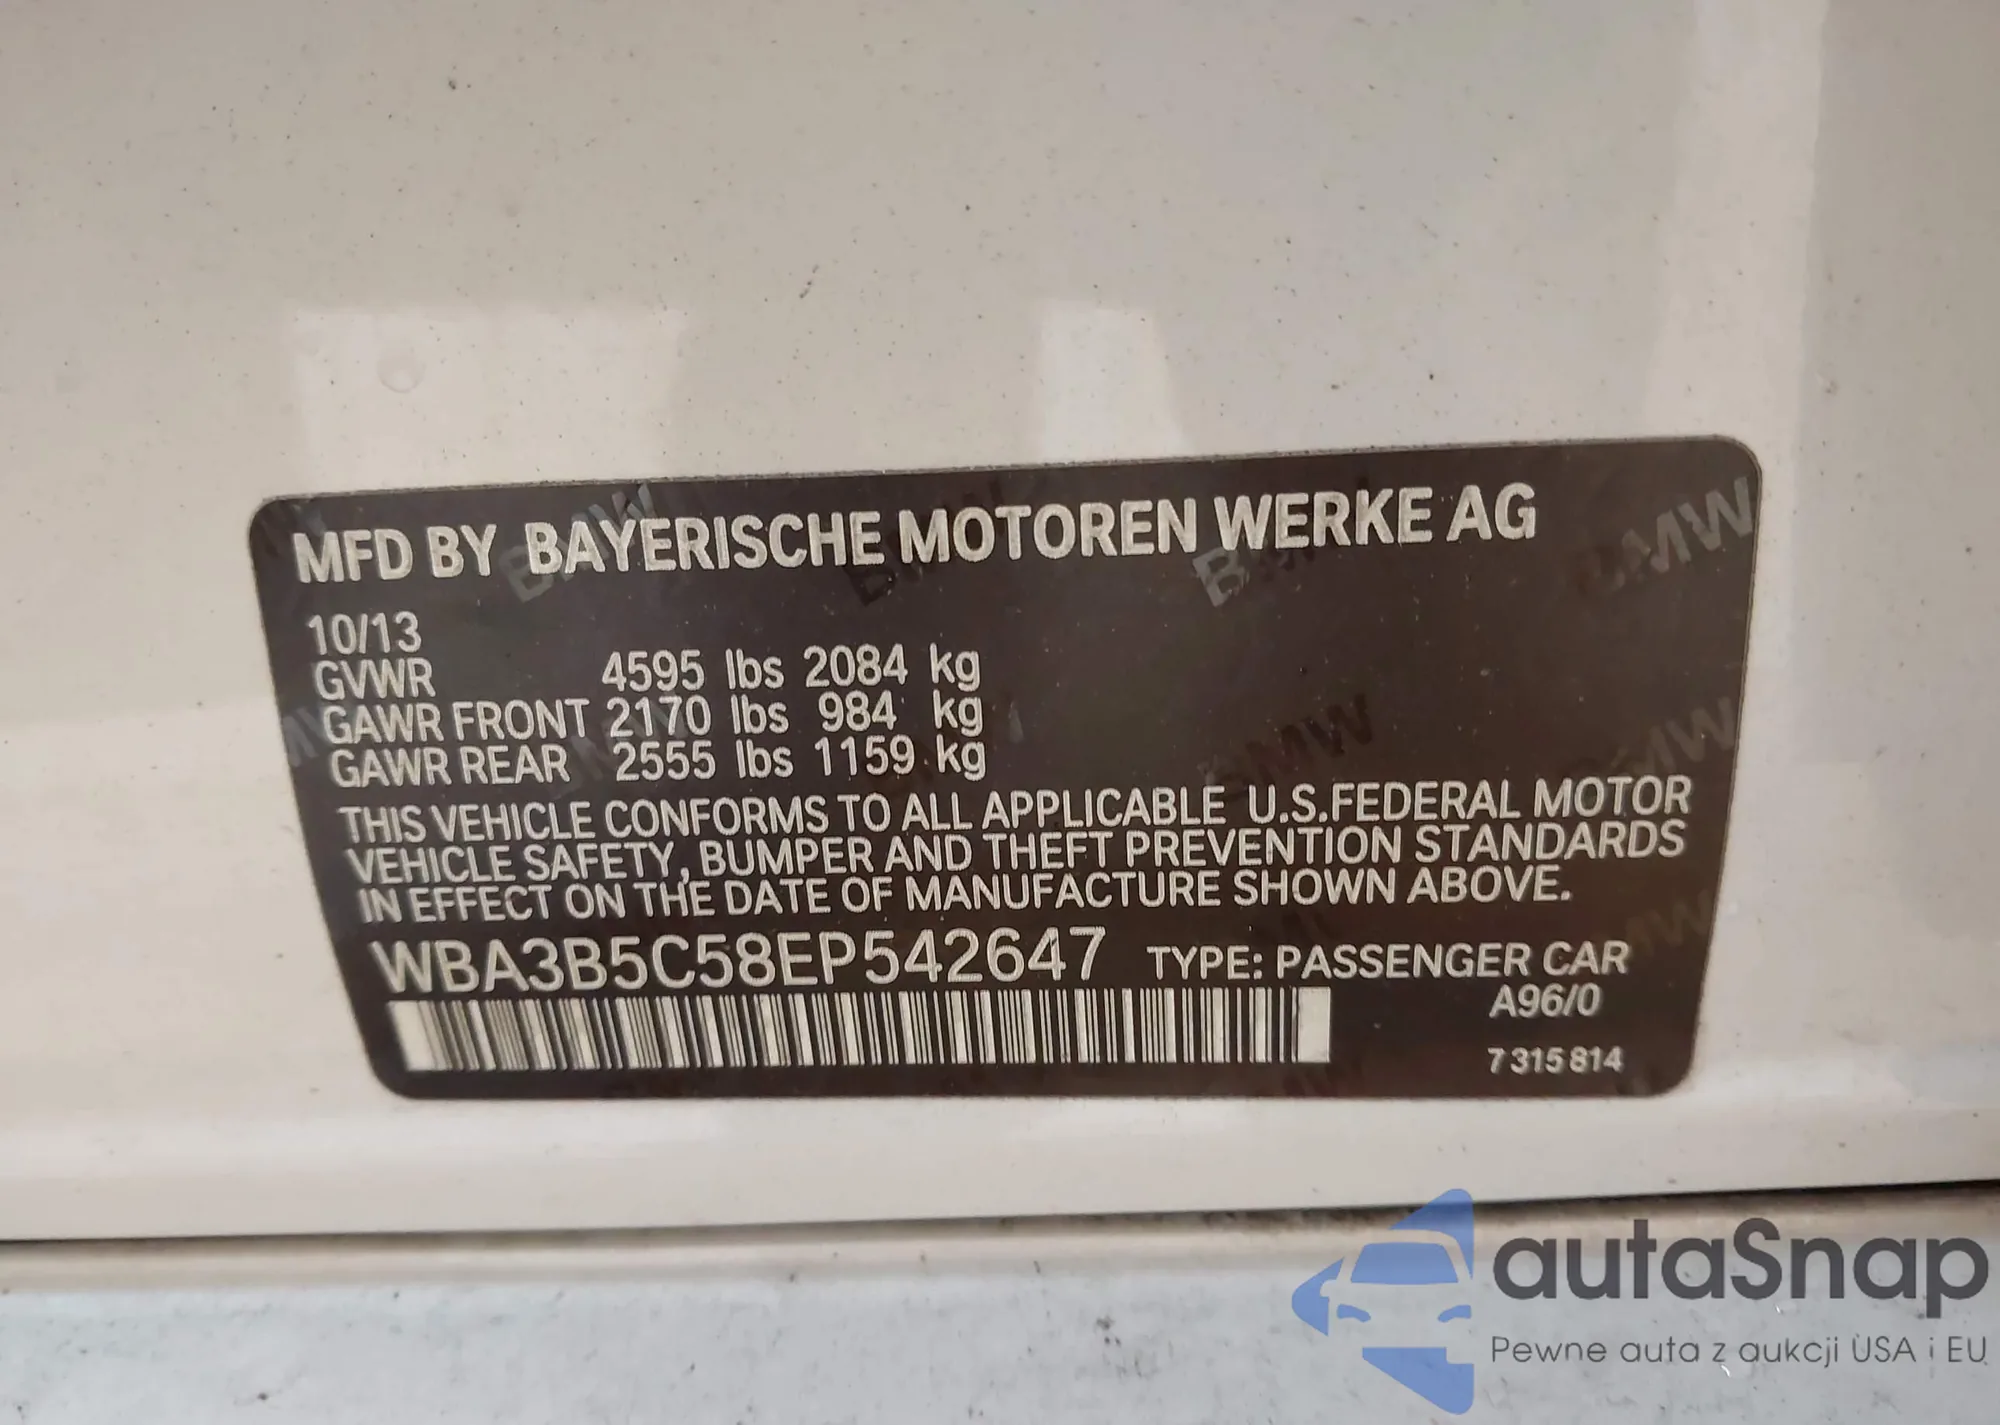 MFD BY BAYERISCHE MOTOREN WERKE AG
10/13
GVWR 4595 lbs 2084 kg
GAWR FRONT 2170 lbs 984 kg
GAWR REAR 2555 lbs 1159 kg
THIS VEHICLE CONFORMS TO ALL APPLICABLE U.S.FEDERAL MOTOR
VEHICLE SAFETY, BUMPER AND THEFT PREVENTION STANDARDS
IN EFFECT ON THE DATE OF MANUFACTURE SHOWN ABOVE.
WBA3B5C58EP542647 TYPE: PASSENGER CAR
A96/0
7 315 814
autaSnap
Pewne auta z aukcji USA i EU